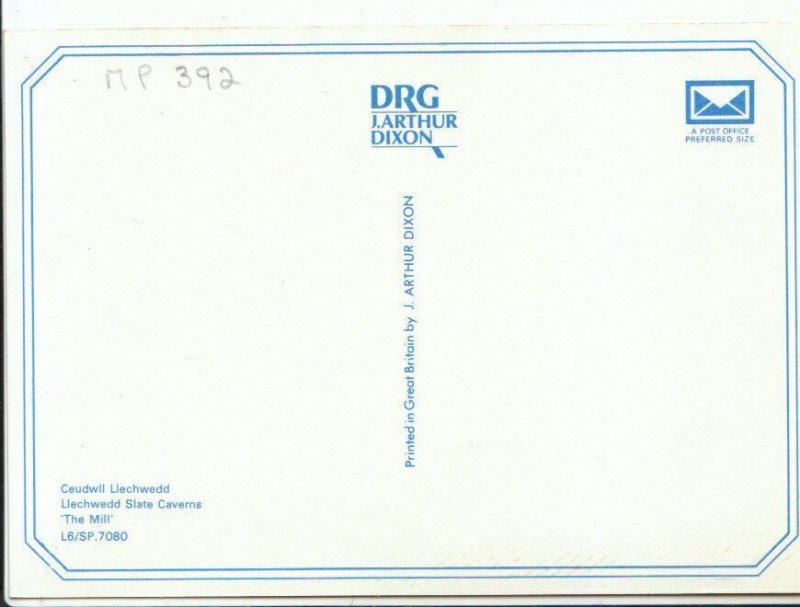 MP 392
DRG
J.ARTHUR
DIXON
A POST OFFICE
PREFERRED SIZE
Printed in Great Britain by J. ARTHUR DIXON
Ceudwll Llechwedd
Llechwedd Slate Caverns
'The Mill'
L6/SP.7080